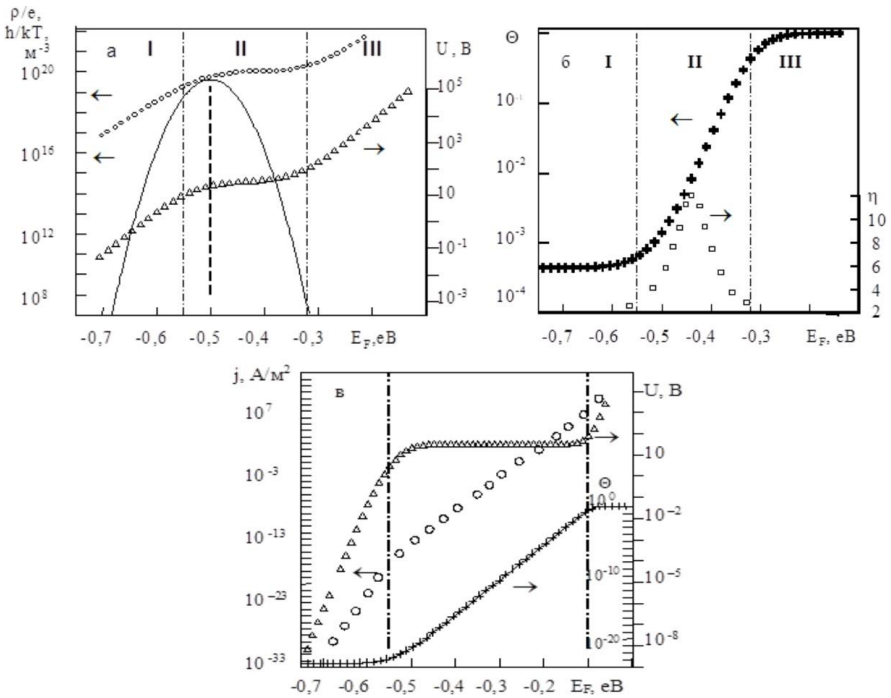 ρ/e,
h/kT,
м⁻³
а I II III
U, В
10²⁰
10¹⁶
10¹²
10⁸
10⁵
10³
10
10⁻¹
10⁻³
-0,7 -0,6 -0,5 -0,4 -0,3 E_F, eB
Θ
б I II III
10⁻¹
10⁻²
10⁻³
10⁻⁴
η
10
8
6
4
2
-0,7 -0,6 -0,5 -0,4 -0,3 E_F, eB
j, А/м²
в
U, В
10⁷
10⁻³
10⁻¹³
10⁻²³
10⁻³³
10
10⁻²
10⁻⁵
10⁻⁸
Θ
10⁰
10⁻¹⁰
10⁻²⁰
-0,7 -0,6 -0,5 -0,4 -0,3 -0,2 E_F, eB